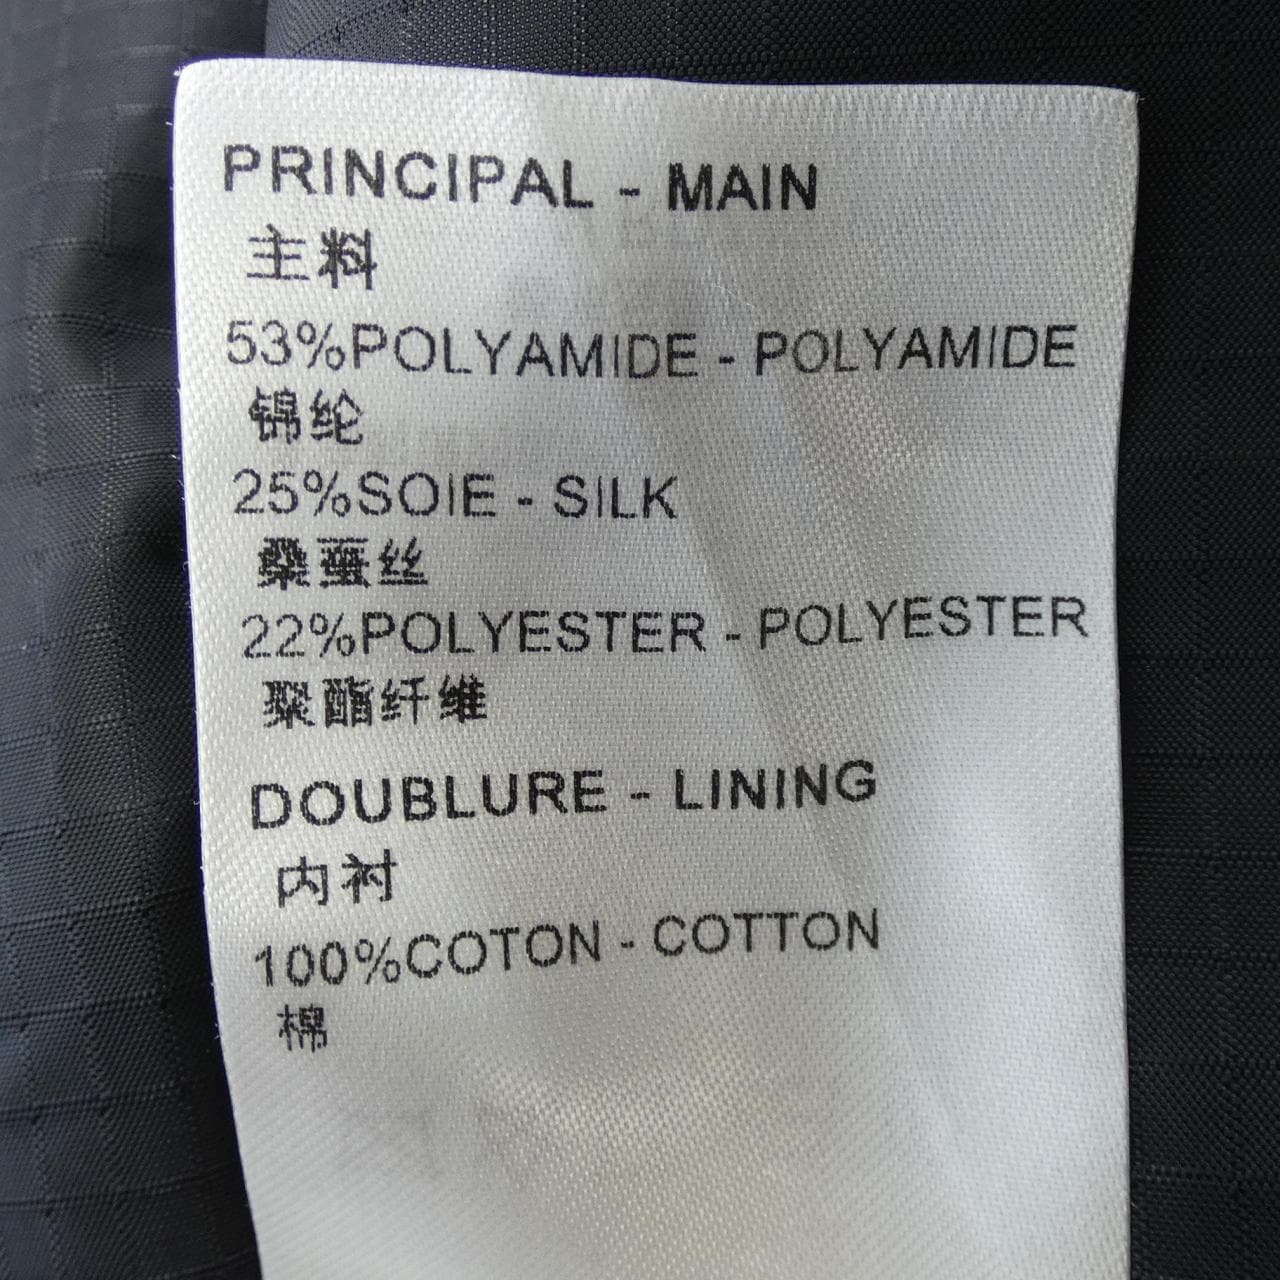 PRINCIPAL - MAIN
主料
53%POLYAMIDE - POLYAMIDE
锦纶
25%SOIE - SILK
桑蚕丝
22%POLYESTER - POLYESTER
聚酯纤维
DOUBLURE - LINING
内衬
100%COTON - COTTON
棉